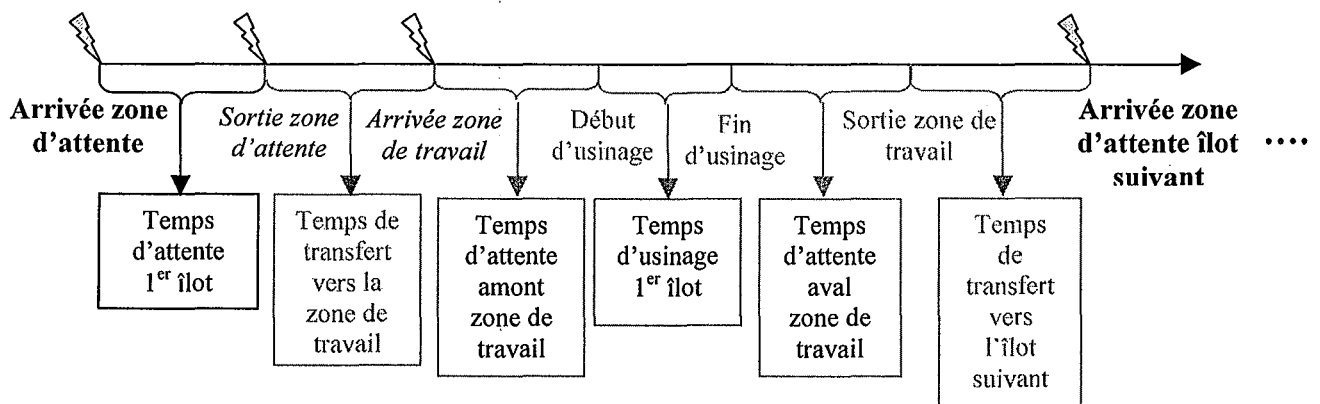 Arrivée zone
d'attente
Sortie zone
d'attente
Arrivée zone
de travail
Début
d'usinage
Fin
d'usinage
Sortie zone de
travail
Arrivée zone
d'attente îlot
suivant
....
Temps
d'attente
1er îlot
Temps de
transfert
vers la
zone de
travail
Temps
d'attente
amont
zone de
travail
Temps
d'usinage
1er îlot
Temps
d'attente
aval
zone de
travail
Temps
de
transfert
vers
l'îlot
suivant